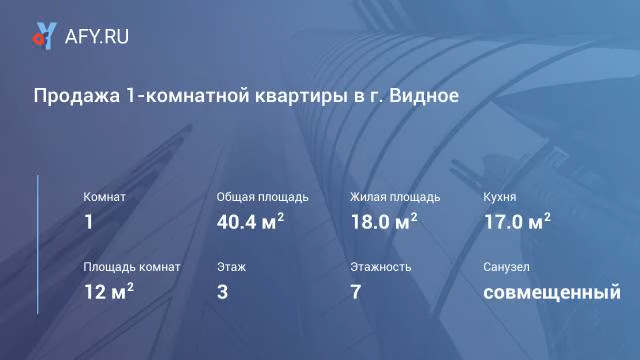 AFY.RU
Продажа 1-комнатной квартиры в г. Видное
Комнат Общая площадь Жилая площадь Кухня
1 40.4 м² 18.0 м² 17.0 м²
Площадь комнат Этаж Этажность Санузел
12 м² 3 7 совмещенный